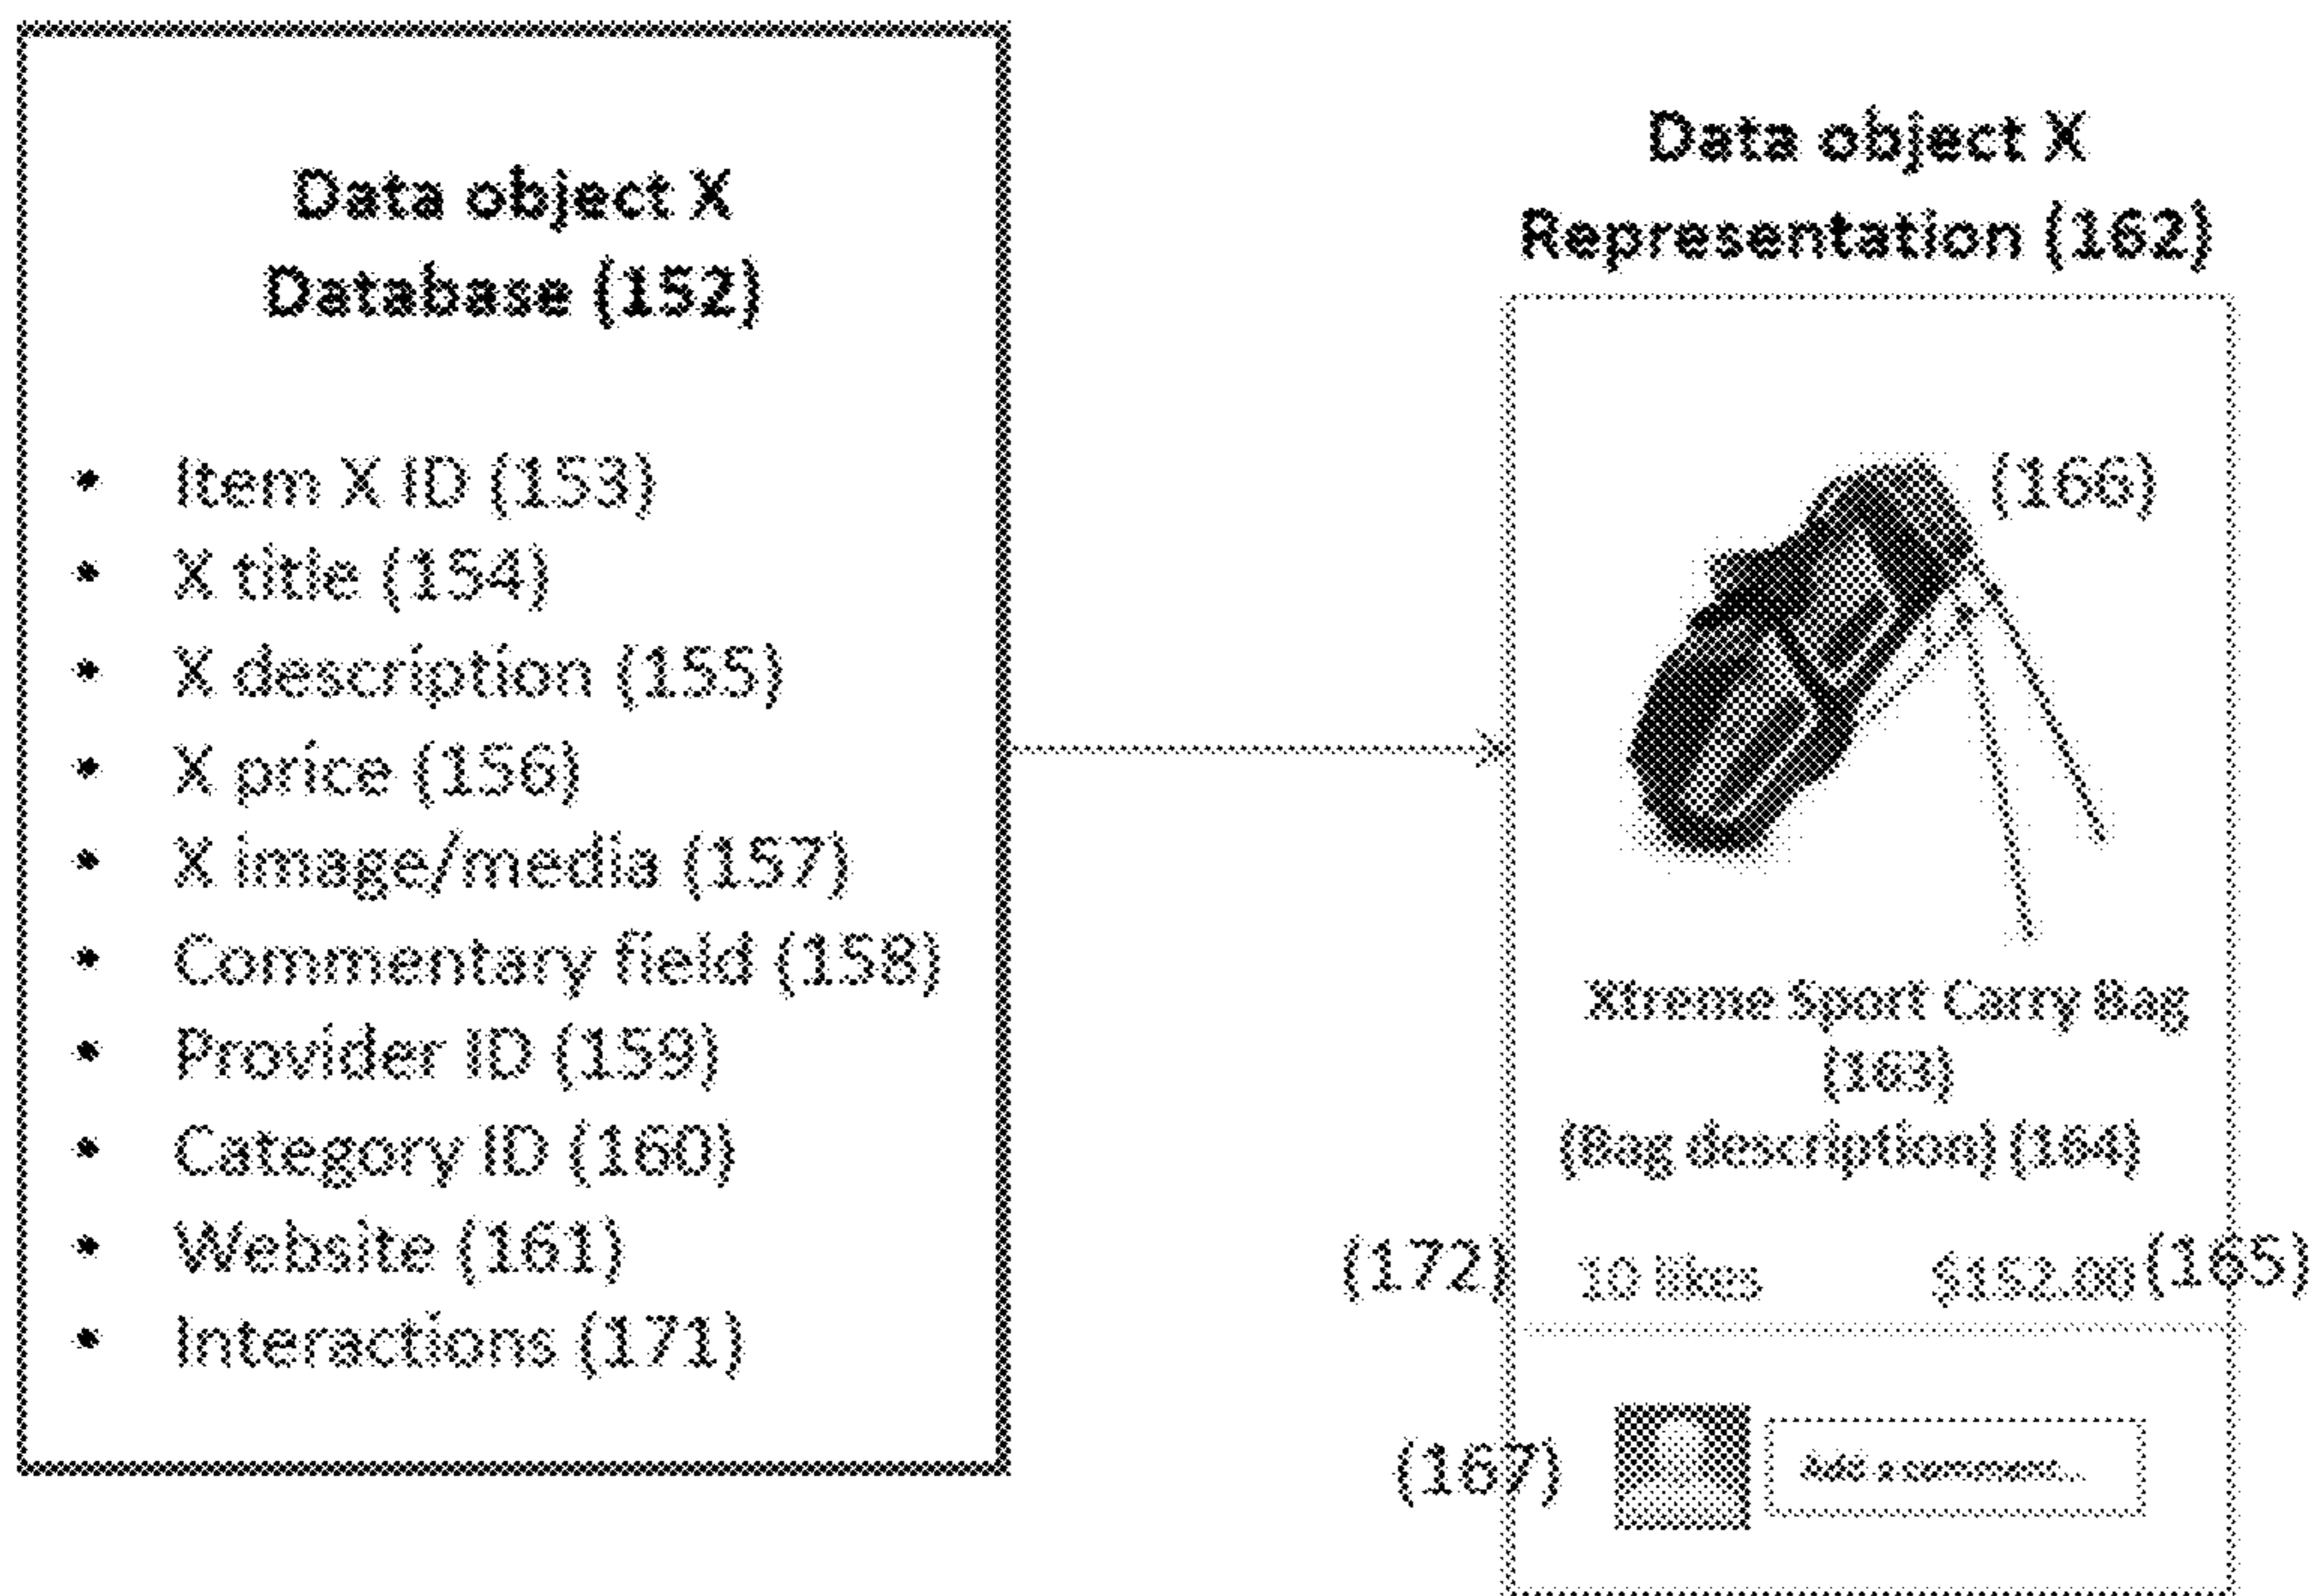 Data object X
Database (152)
• Item X ID (153)
• X title (154)
• X description (155)
• X price (156)
• X image/media (157)
• Commentary field (158)
• Provider ID (159)
• Category ID (160)
• Website (161)
• Interactions (171)
Data object X
Representation (162)
(166)
Xtreme Sport Carry Bag
(163)
(Bag description) (164)
(172) 10 likes $152.00 (165)
(167) Add a comment...